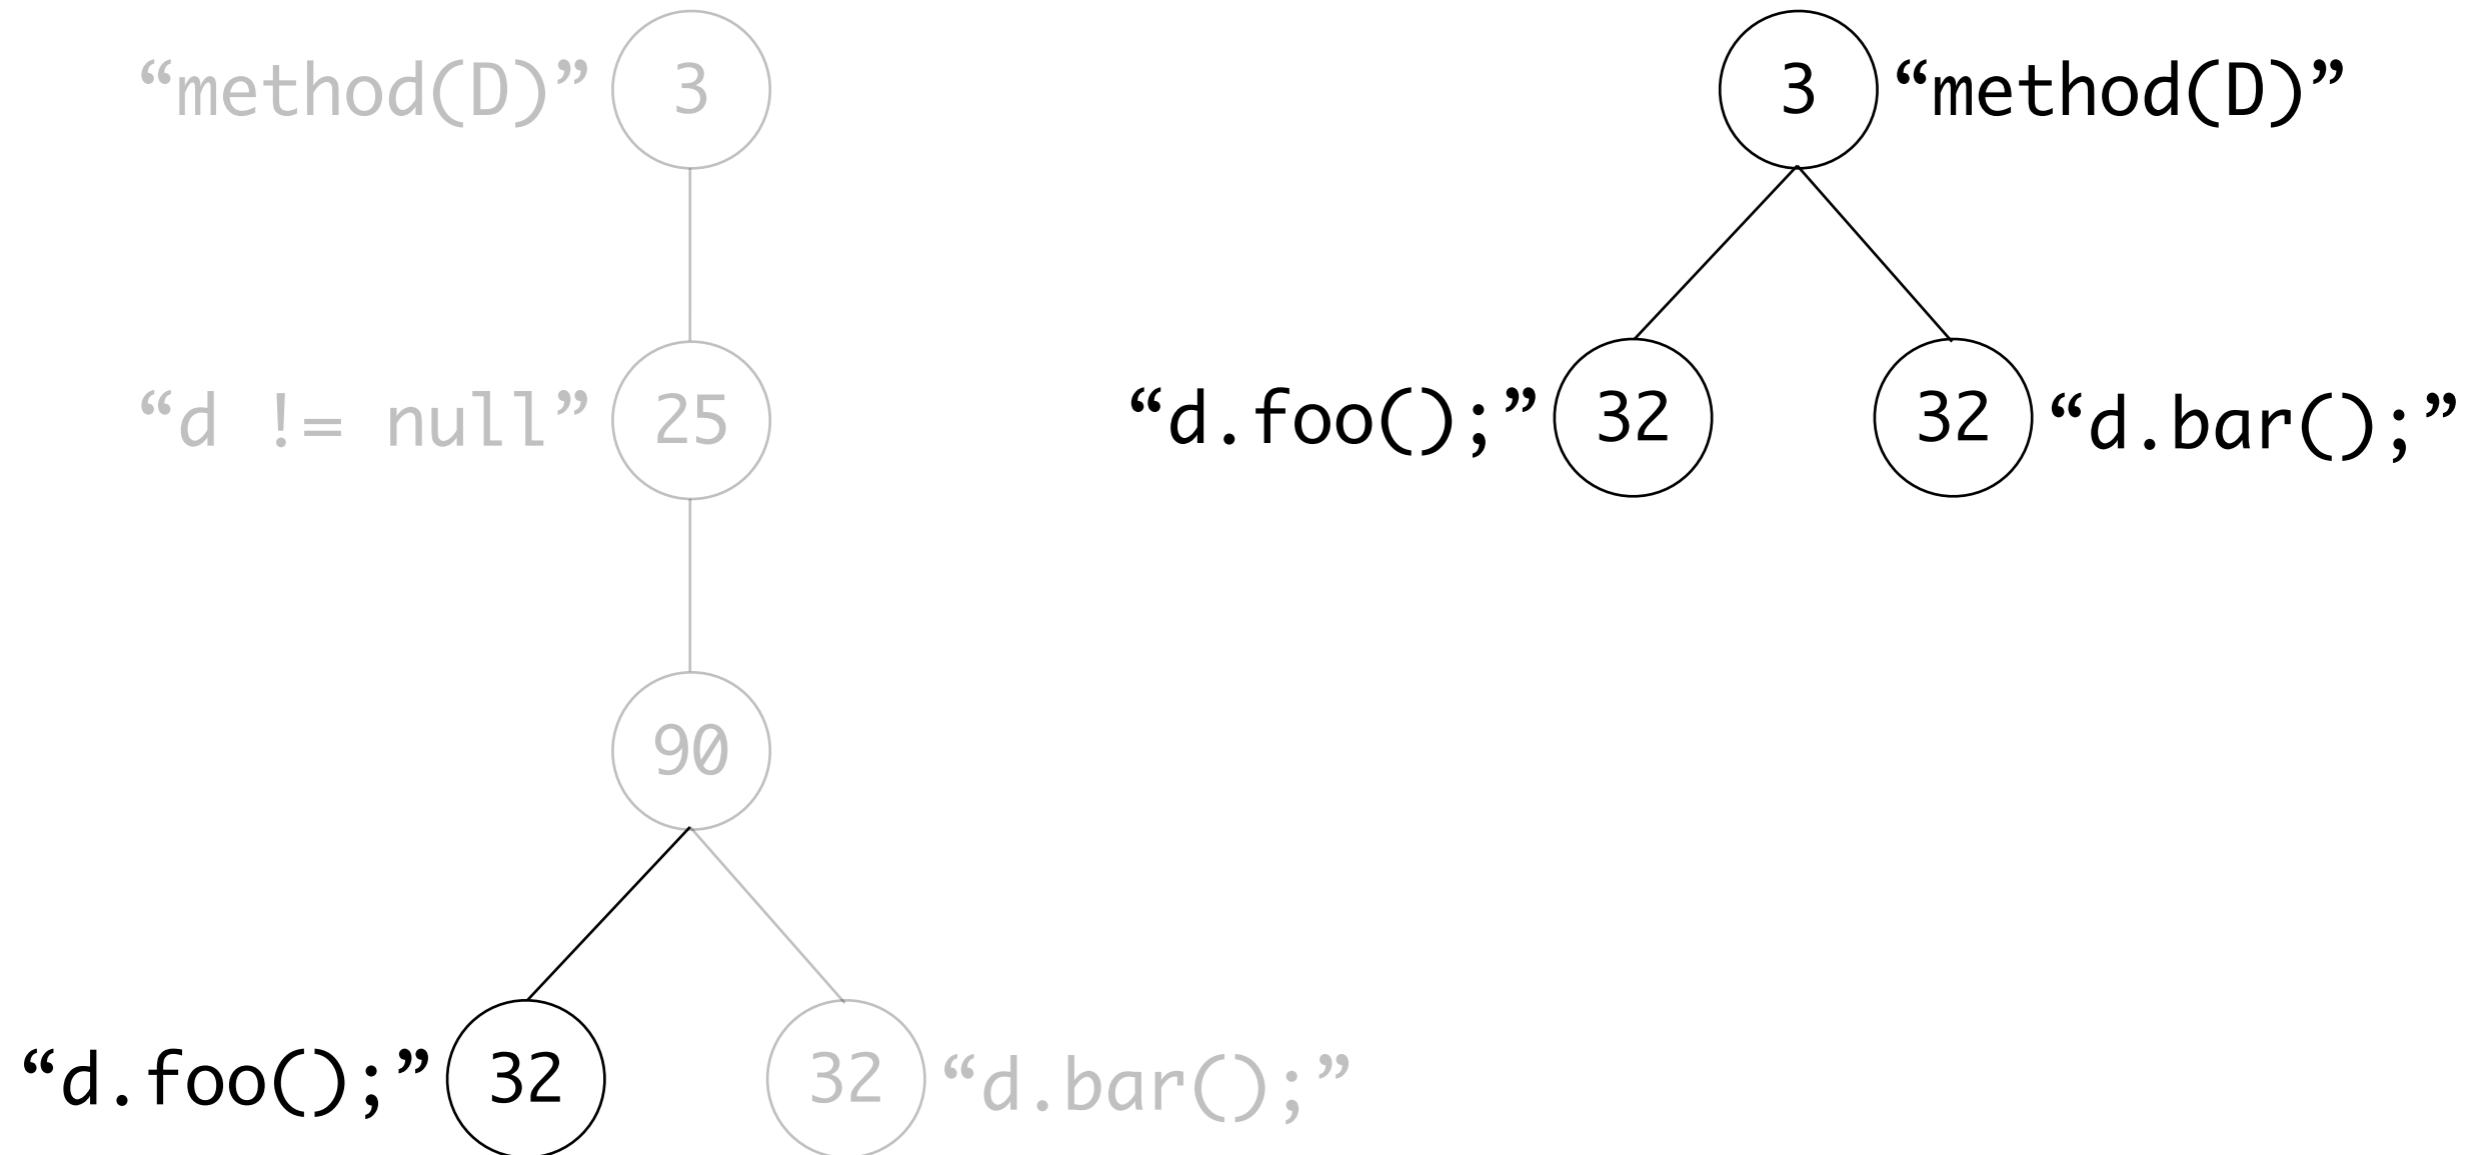 “method(D)” 3
3 “method(D)”
“d != null” 25
“d.foo();” 32
32 “d.bar();”
90
“d.foo();” 32
32 “d.bar();”